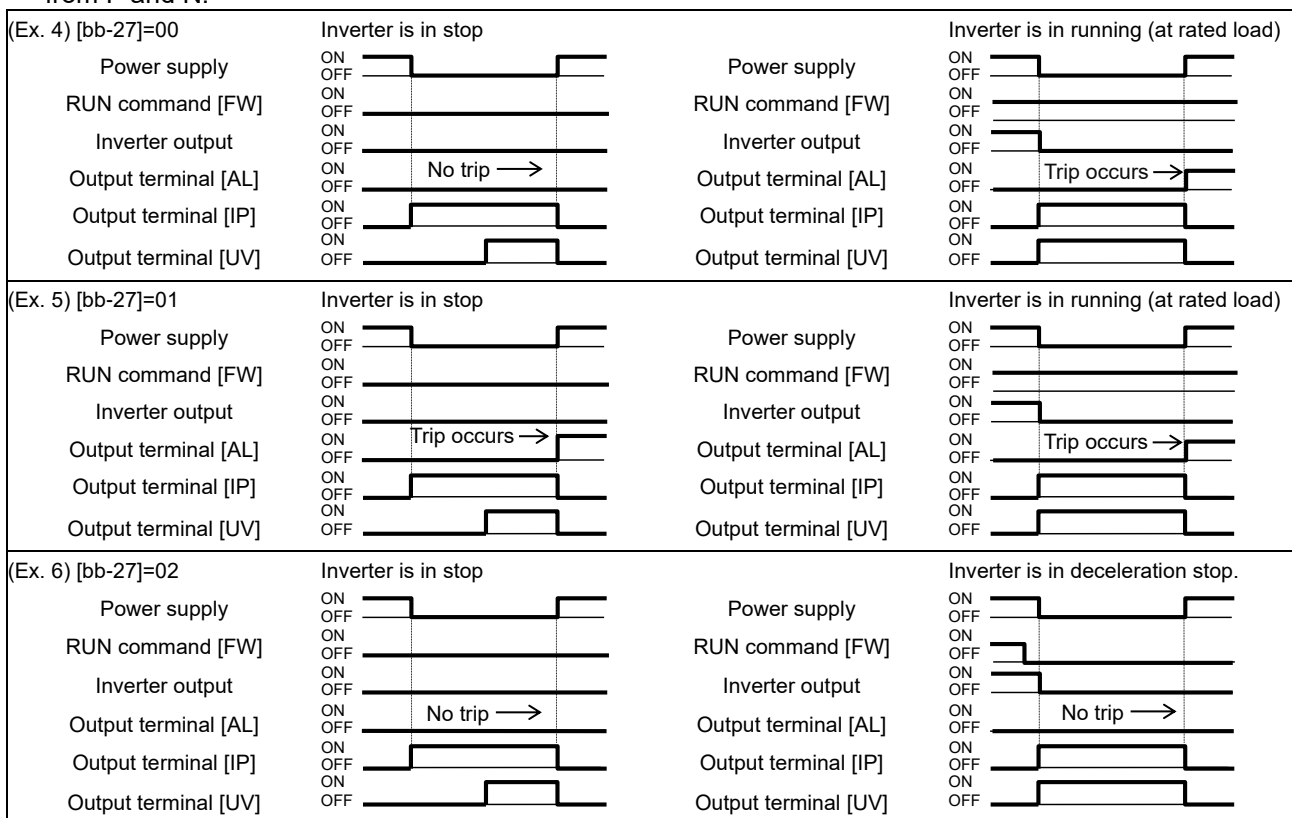 from P and N.
(Ex. 4) [bb-27]=00 Inverter is in stop Inverter is in running (at rated load)
Power supply ON OFF Power supply ON OFF
RUN command [FW] ON OFF RUN command [FW] ON OFF
Inverter output ON OFF Inverter output ON OFF
Output terminal [AL] ON OFF No trip Output terminal [AL] ON OFF Trip occurs
Output terminal [IP] ON OFF Output terminal [IP] ON OFF
Output terminal [UV] ON OFF Output terminal [UV] ON OFF
(Ex. 5) [bb-27]=01 Inverter is in stop Inverter is in running (at rated load)
Power supply ON OFF Power supply ON OFF
RUN command [FW] ON OFF RUN command [FW] ON OFF
Inverter output ON OFF Inverter output ON OFF
Output terminal [AL] ON OFF Trip occurs Output terminal [AL] ON OFF Trip occurs
Output terminal [IP] ON OFF Output terminal [IP] ON OFF
Output terminal [UV] ON OFF Output terminal [UV] ON OFF
(Ex. 6) [bb-27]=02 Inverter is in stop Inverter is in deceleration stop.
Power supply ON OFF Power supply ON OFF
RUN command [FW] ON OFF RUN command [FW] ON OFF
Inverter output ON OFF Inverter output ON OFF
Output terminal [AL] ON OFF No trip Output terminal [AL] ON OFF No trip
Output terminal [IP] ON OFF Output terminal [IP] ON OFF
Output terminal [UV] ON OFF Output terminal [UV] ON OFF